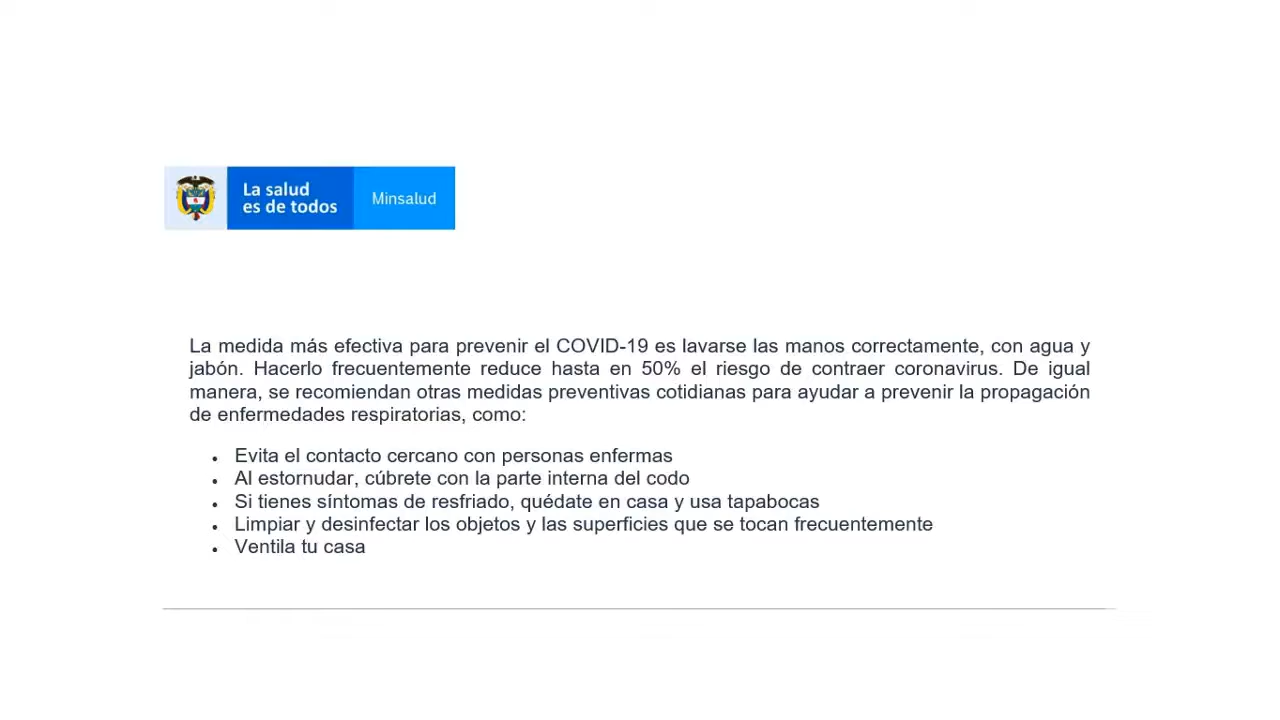 La salud
es de todos
Minsalud
La medida más efectiva para prevenir el COVID-19 es lavarse las manos correctamente, con agua y
jabón. Hacerlo frecuentemente reduce hasta en 50% el riesgo de contraer coronavirus. De igual
manera, se recomiendan otras medidas preventivas cotidianas para ayudar a prevenir la propagación
de enfermedades respiratorias, como:
• Evita el contacto cercano con personas enfermas
• Al estornudar, cúbrete con la parte interna del codo
• Si tienes síntomas de resfriado, quédate en casa y usa tapabocas
• Limpiar y desinfectar los objetos y las superficies que se tocan frecuentemente
• Ventila tu casa